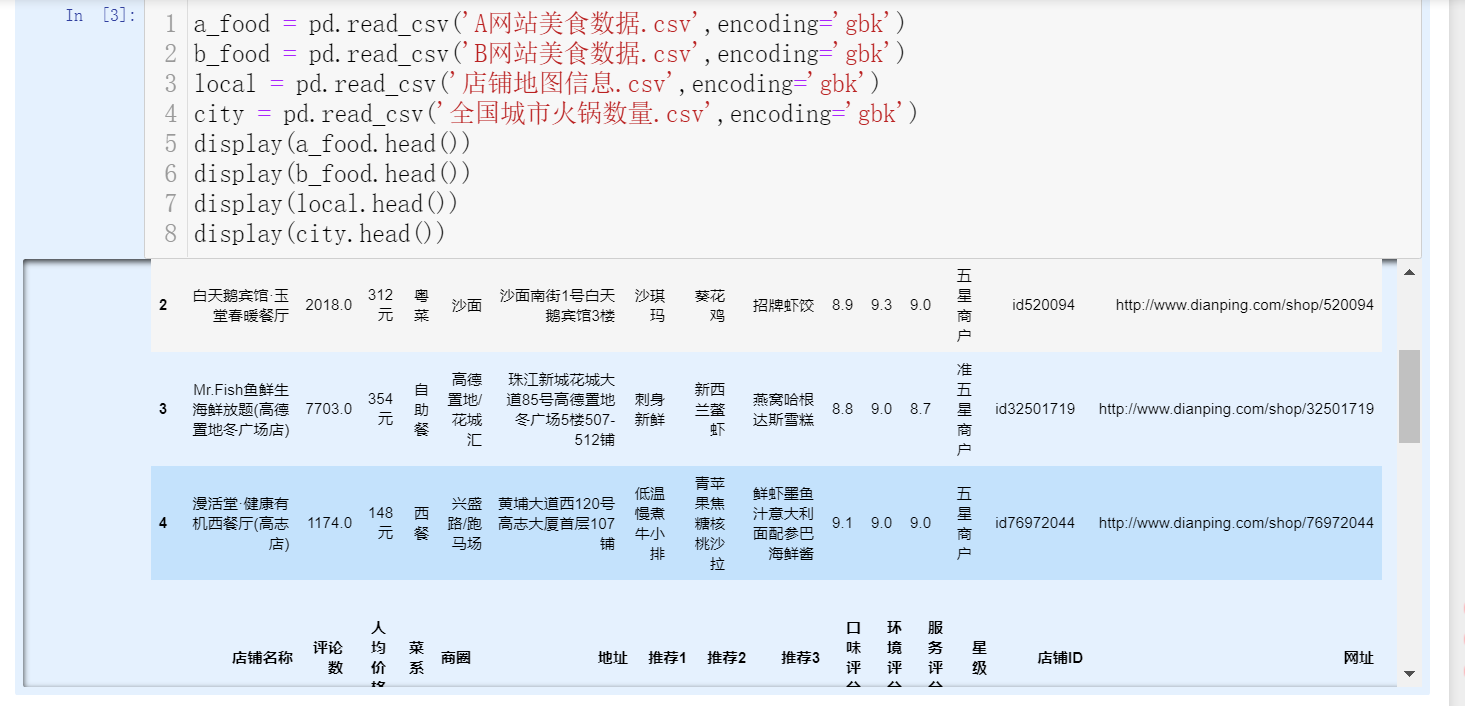 In [3]:
1 a_food = pd.read_csv('A网站美食数据.csv',encoding='gbk')
2 b_food = pd.read_csv('B网站美食数据.csv',encoding='gbk')
3 local = pd.read_csv('店铺地图信息.csv',encoding='gbk')
4 city = pd.read_csv('全国城市火锅数量.csv',encoding='gbk')
5 display(a_food.head())
6 display(b_food.head())
7 display(local.head())
8 display(city.head())
2 白天鹅宾馆·玉堂春暖餐厅 2018.0 312元 粤菜 沙面 沙面南街1号白天鹅宾馆3楼 沙琪玛 葵花鸡 招牌虾饺 8.9 9.3 9.0 五星商户 id520094 http://www.dianping.com/shop/520094
3 Mr.Fish鱼鲜生海鲜放题(高德置地冬广场店) 7703.0 354元 自助餐 高德置地/花城汇 珠江新城花城大道85号高德置地冬广场5楼507-512铺 刺身新鲜 新西兰賌虾 燕窝哈根达斯雪糕 8.8 9.0 8.7 准五星商户 id32501719 http://www.dianping.com/shop/32501719
4 漫活堂·健康有机西餐厅(高志店) 1174.0 148元 西餐 兴盛路/跑马场 黄埔大道西120号高志大厦首层107铺 低温慢煮牛小排 青苹果焦糖核桃沙拉 鲜虾墨鱼汁意大利面配参巴海鲜酱 9.1 9.0 9.0 五星商户 id76972044 http://www.dianping.com/shop/76972044
店铺名称 评论数 人均价格 菜系 商圈 地址 推荐1 推荐2 推荐3 口味评分 环境评分 服务评分 星级 店铺ID 网址